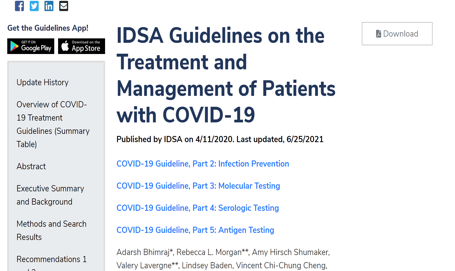 Get the Guidelines App!
GET IT ON
Google Play
Download on the
App Store
Update History
Overview of COVID-
19 Treatment
Guidelines (Summary
Table)
Abstract
Executive Summary
and Background
Methods and Search
Results
Recommendations 1
IDSA Guidelines on the
Treatment and
Management of Patients
with COVID-19
Published by IDSA on 4/11/2020. Last updated, 6/25/2021
COVID-19 Guideline, Part 2: Infection Prevention
COVID-19 Guideline, Part 3: Molecular Testing
COVID-19 Guideline, Part 4: Serologic Testing
COVID-19 Guideline, Part 5: Antigen Testing
Adarsh Bhimraj*, Rebecca L. Morgan**, Amy Hirsch Shumaker,
Valery Lavergne**, Lindsey Baden, Vincent Chi-Chung Cheng,
Download